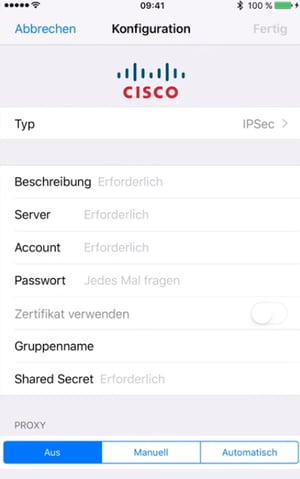 09:41
100 %
Abbrechen Konfiguration Fertig
CISCO
Typ IPSec
Beschreibung Erforderlich
Server Erforderlich
Account Erforderlich
Passwort Jedes Mal fragen
Zertifikat verwenden
Gruppenname
Shared Secret Erforderlich
PROXY
Aus Manuell Automatisch